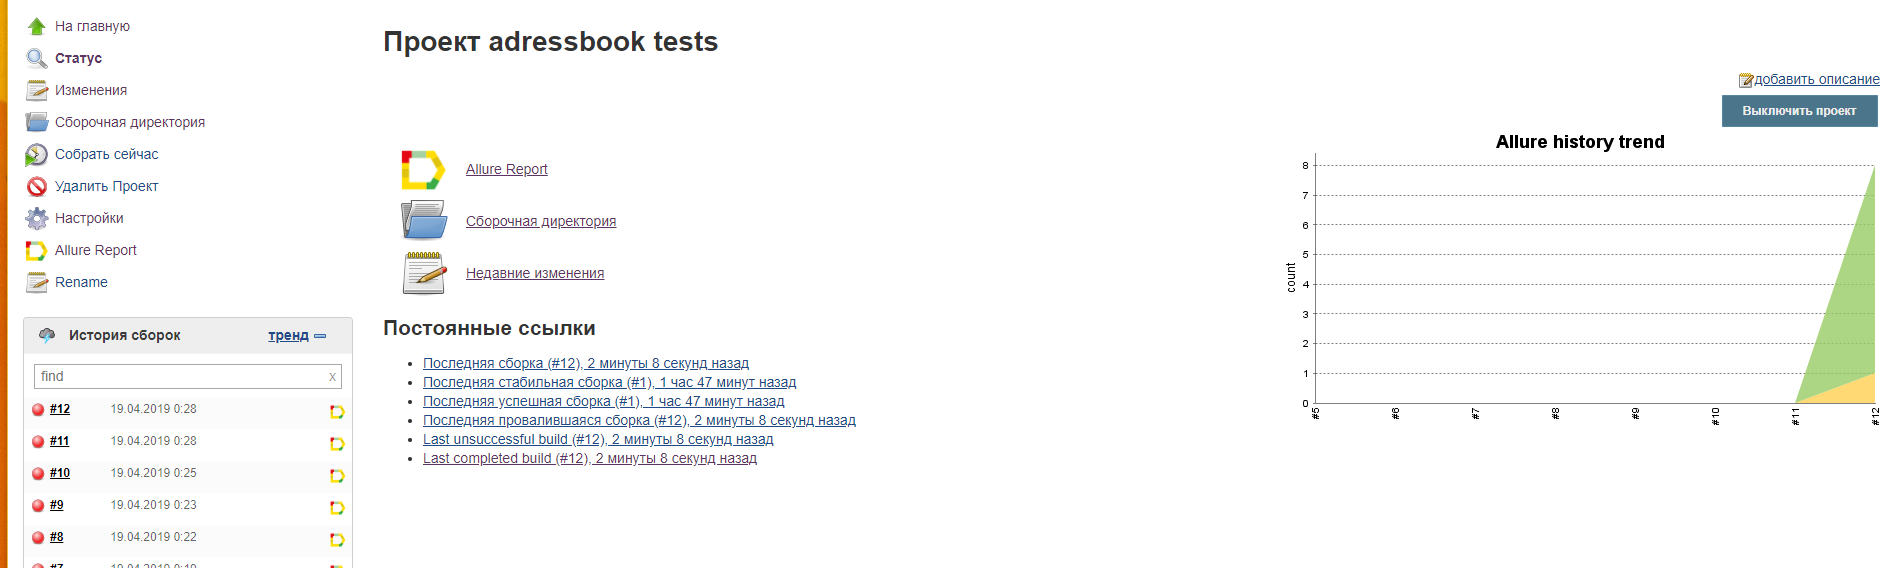 На главную
Статус
Изменения
Сборочная директория
Собрать сейчас
Удалить Проект
Настройки
Allure Report
Rename
История сборок
тренд
find
x
#12 19.04.2019 0:28
#11 19.04.2019 0:28
#10 19.04.2019 0:25
#9 19.04.2019 0:23
#8 19.04.2019 0:22
#7 19.04.2019 0:19
Проект adressbook tests
добавить описание
Выключить проект
Allure Report
Сборочная директория
Недавние изменения
Постоянные ссылки
Последняя сборка (#12), 2 минуты 8 секунд назад
Последняя стабильная сборка (#1), 1 час 47 минут назад
Последняя успешная сборка (#1), 1 час 47 минут назад
Последняя провалившаяся сборка (#12), 2 минуты 8 секунд назад
Last unsuccessful build (#12), 2 минуты 8 секунд назад
Last completed build (#12), 2 минуты 8 секунд назад
Allure history trend
count
8
7
6
5
4
3
2
1
0
#5
#6
#7
#8
#9
#10
#11
#12